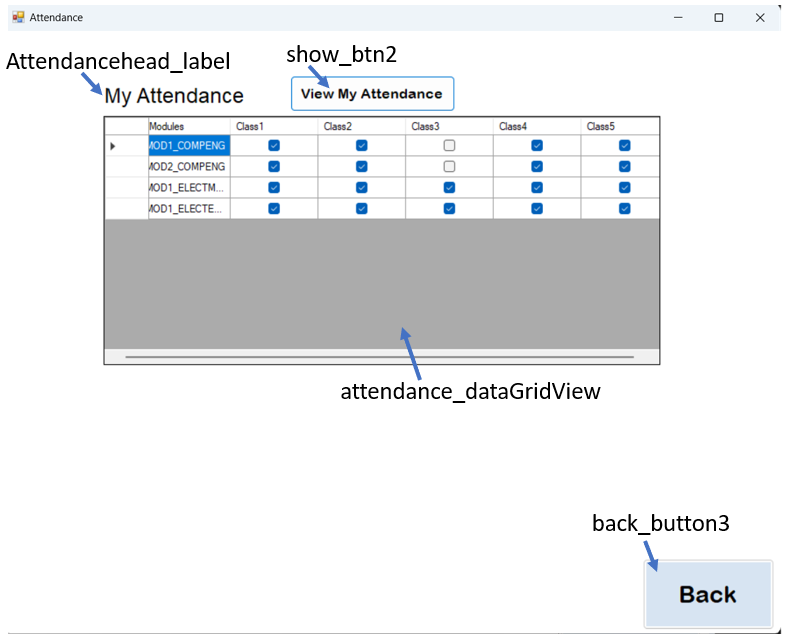 Attendance
Attendancehead_label
show_btn2
My Attendance
View My Attendance
Modules Class1 Class2 Class3 Class4 Class5
MOD1_COMPENG
MOD2_COMPENG
MOD1_ELECTM...
MOD1_ELECTE...
attendance_dataGridView
back_button3
Back